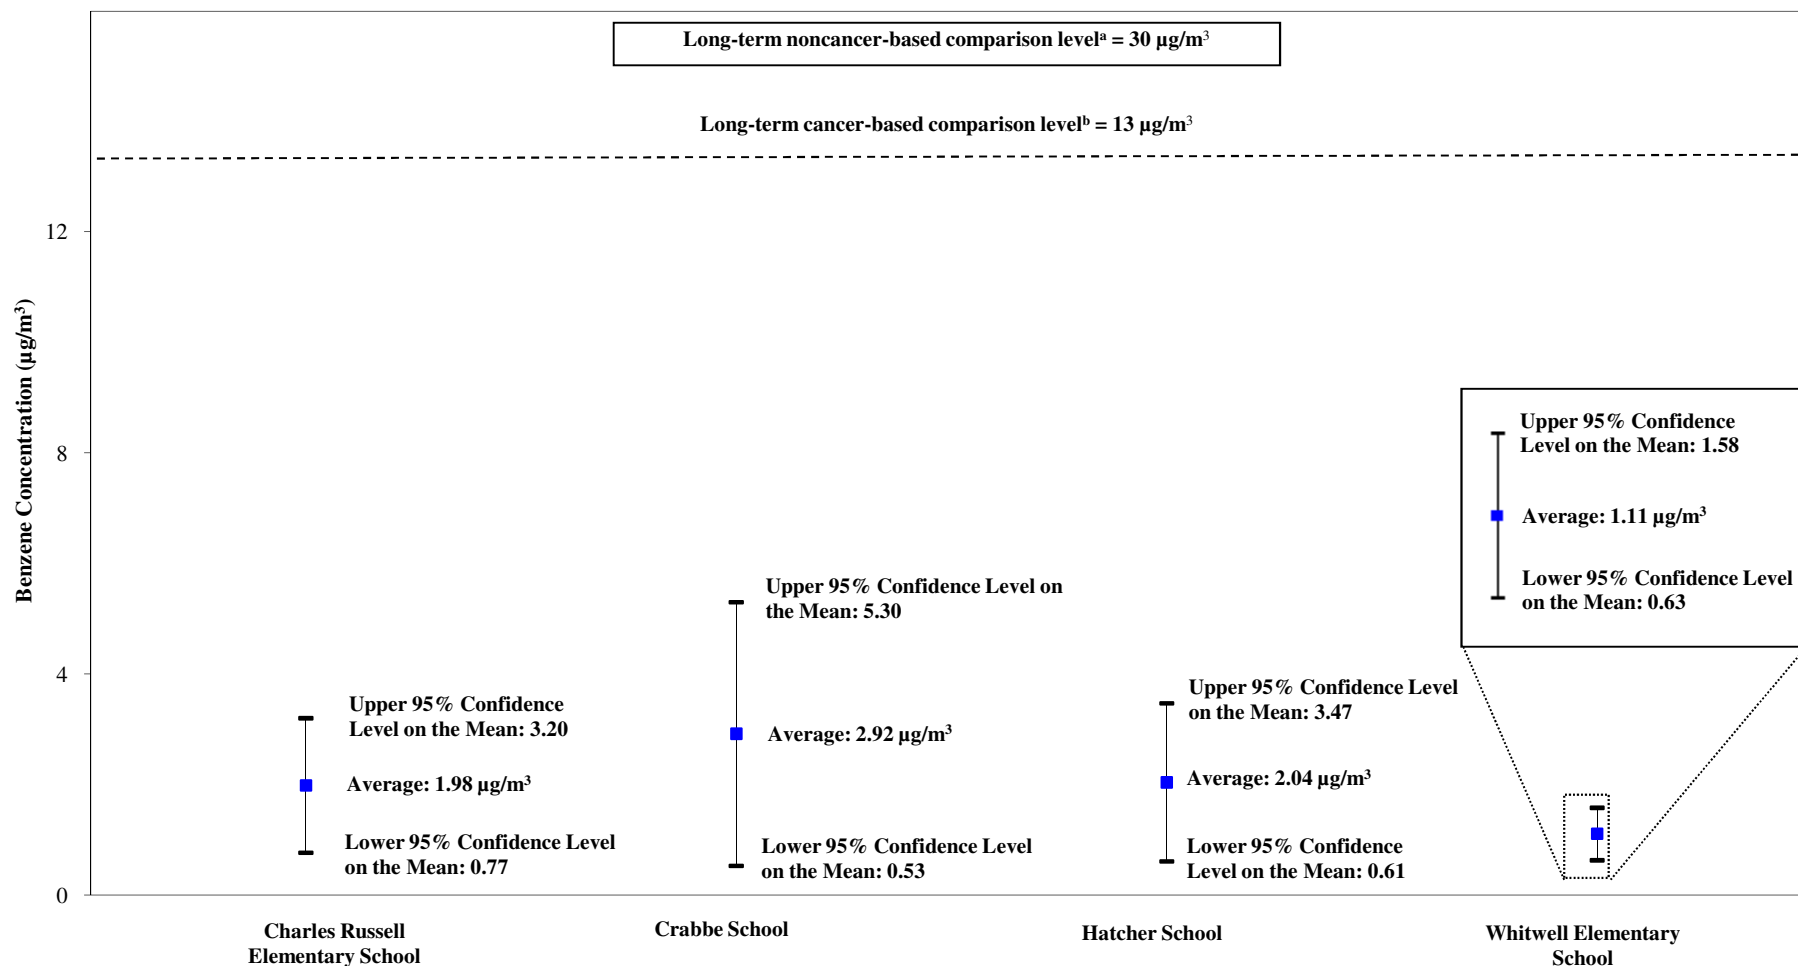 Long-term noncancer-based comparison levelᵃ = 30 µg/m³
Long-term cancer-based comparison levelᵇ = 13 µg/m³
Benzene Concentration (µg/m³)
12
8
4
0
Upper 95% Confidence
Level on the Mean: 3.20
Average: 1.98 µg/m³
Lower 95% Confidence Level
on the Mean: 0.77
Upper 95% Confidence Level on
the Mean: 5.30
Average: 2.92 µg/m³
Lower 95% Confidence Level
on the Mean: 0.53
Upper 95% Confidence Level
on the Mean: 3.47
Average: 2.04 µg/m³
Lower 95% Confidence
Level on the Mean: 0.61
Upper 95% Confidence
Level on the Mean: 1.58
Average: 1.11 µg/m³
Lower 95% Confidence Level
on the Mean: 0.63
Charles Russell
Elementary School
Crabbe School
Hatcher School
Whitwell Elementary
School